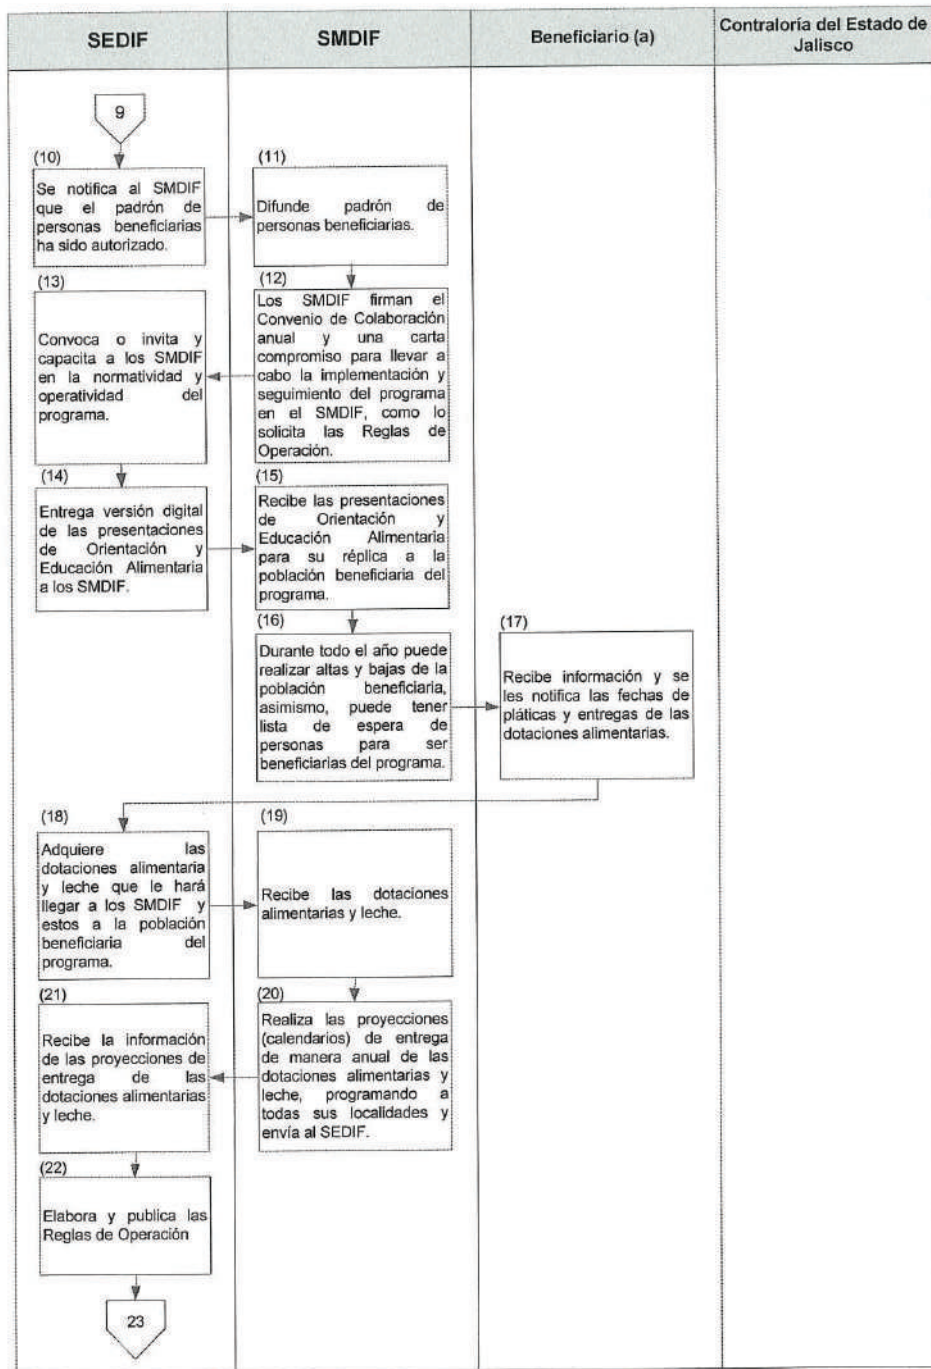 SEDIF
SMDIF
Beneficiario (a)
Contraloría del Estado de
Jalisco
9
(10)
Se notifica al SMDIF
que el padrón de
personas beneficiarias
ha sido autorizado.
(11)
Difunde padrón de
personas beneficiarias.
(12)
Los SMDIF firman el
Convenio de Colaboración
anual y una carta
compromiso para llevar a
cabo la implementación y
seguimiento del programa
en el SMDIF, como lo
solicita las Reglas de
Operación.
(13)
Convoca o invita y
capacita a los SMDIF
en la normatividad y
operatividad del
programa.
(14)
Entrega versión digital
de las presentaciones
de Orientación y
Educación Alimentaria
a los SMDIF.
(15)
Recibe las presentaciones
de Orientación y
Educación Alimentaria
para su réplica a la
población beneficiaria del
programa.
(16)
Durante todo el año puede
realizar altas y bajas de la
población beneficiaria,
asimismo, puede tener
lista de espera de
personas para ser
beneficiarias del programa.
(17)
Recibe información y se
les notifica las fechas de
pláticas y entregas de las
dotaciones alimentarias.
(18)
Adquiere las
dotaciones alimentaria
y leche que le hará
llegar a los SMDIF y
estos a la población
beneficiaria del
programa.
(19)
Recibe las dotaciones
alimentarias y leche.
(20)
Realiza las proyecciones
(calendarios) de entrega
de manera anual de las
dotaciones alimentarias y
leche, programando a
todas sus localidades y
envía al SEDIF.
(21)
Recibe la información
de las proyecciones de
entrega de las
dotaciones alimentarias
y leche.
(22)
Elabora y publica las
Reglas de Operación
23